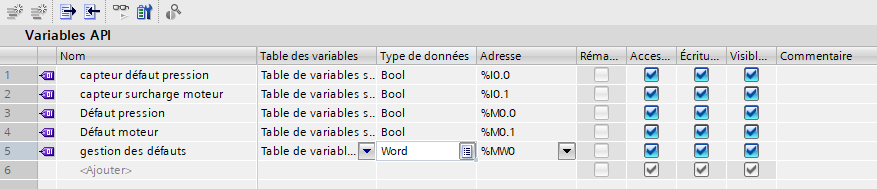 Variables API
Nom Table des variables Type de données Adresse Réma... Acces... Écritu... Visibl... Commentaire
1 capteur défaut pression Table de variables s... Bool %I0.0
2 capteur surcharge moteur Table de variables s... Bool %I0.1
3 Défaut pression Table de variables s... Bool %M0.0
4 Défaut moteur Table de variables s... Bool %M0.1
5 gestion des défauts Table de variabl... Word %MW0
6 <Ajouter>